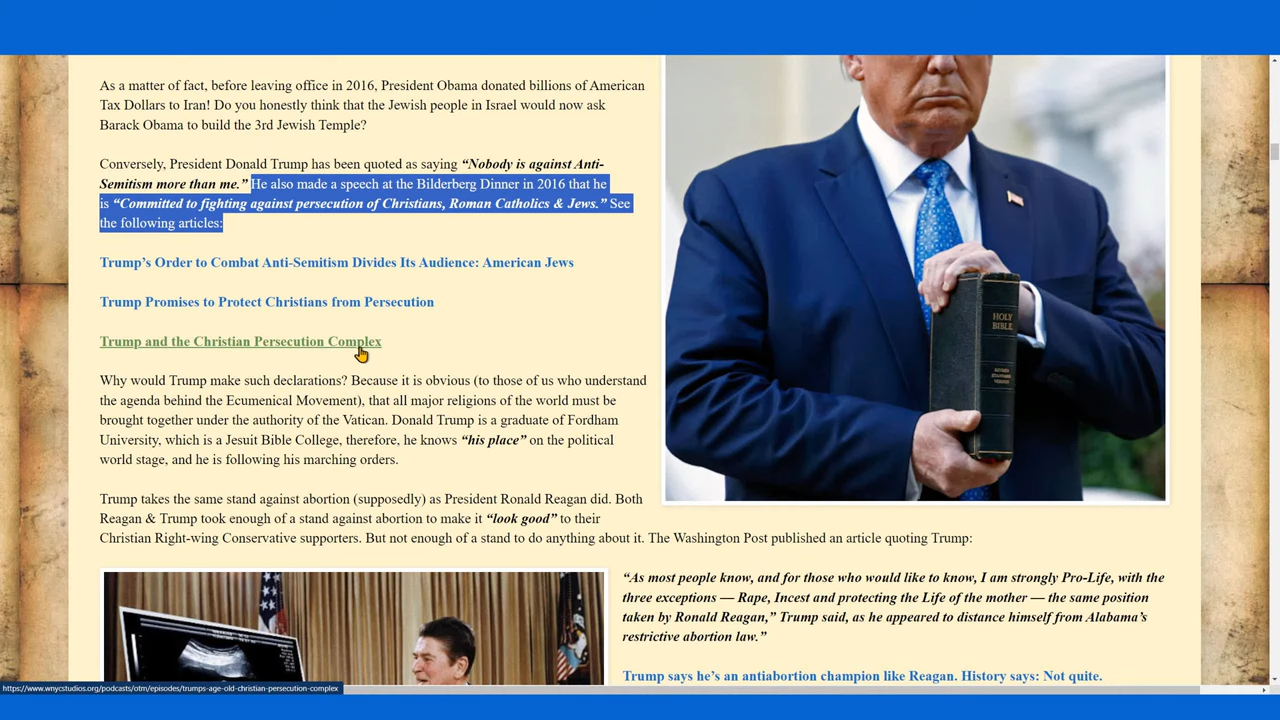 As a matter of fact, before leaving office in 2016, President Obama donated billions of American
Tax Dollars to Iran! Do you honestly think that the Jewish people in Israel would now ask
Barack Obama to build the 3rd Jewish Temple?
Conversely, President Donald Trump has been quoted as saying “Nobody is against Anti-
Semitism more than me.” He also made a speech at the Bilderberg Dinner in 2016 that he
is “Committed to fighting against persecution of Christians, Roman Catholics & Jews.” See
the following articles:
Trump’s Order to Combat Anti-Semitism Divides Its Audience: American Jews
Trump Promises to Protect Christians from Persecution
Trump and the Christian Persecution Complex
Why would Trump make such declarations? Because it is obvious (to those of us who understand
the agenda behind the Ecumenical Movement), that all major religions of the world must be
brought together under the authority of the Vatican. Donald Trump is a graduate of Fordham
University, which is a Jesuit Bible College, therefore, he knows “his place” on the political
world stage, and he is following his marching orders.
HOLY
BIBLE
REVISED
STANDARD
VERSION
Trump takes the same stand against abortion (supposedly) as President Ronald Reagan did. Both
Reagan & Trump took enough of a stand against abortion to make it “look good” to their
Christian Right-wing Conservative supporters. But not enough of a stand to do anything about it. The Washington Post published an article quoting Trump:
“As most people know, and for those who would like to know, I am strongly Pro-Life, with the
three exceptions — Rape, Incest and protecting the Life of the mother — the same position
taken by Ronald Reagan,” Trump said, as he appeared to distance himself from Alabama’s
restrictive abortion law.”
Trump says he’s an antiabortion champion like Reagan. History says: Not quite.
https://www.wnycstudios.org/podcasts/otm/episodes/trumps-age-old-christian-persecution-complex